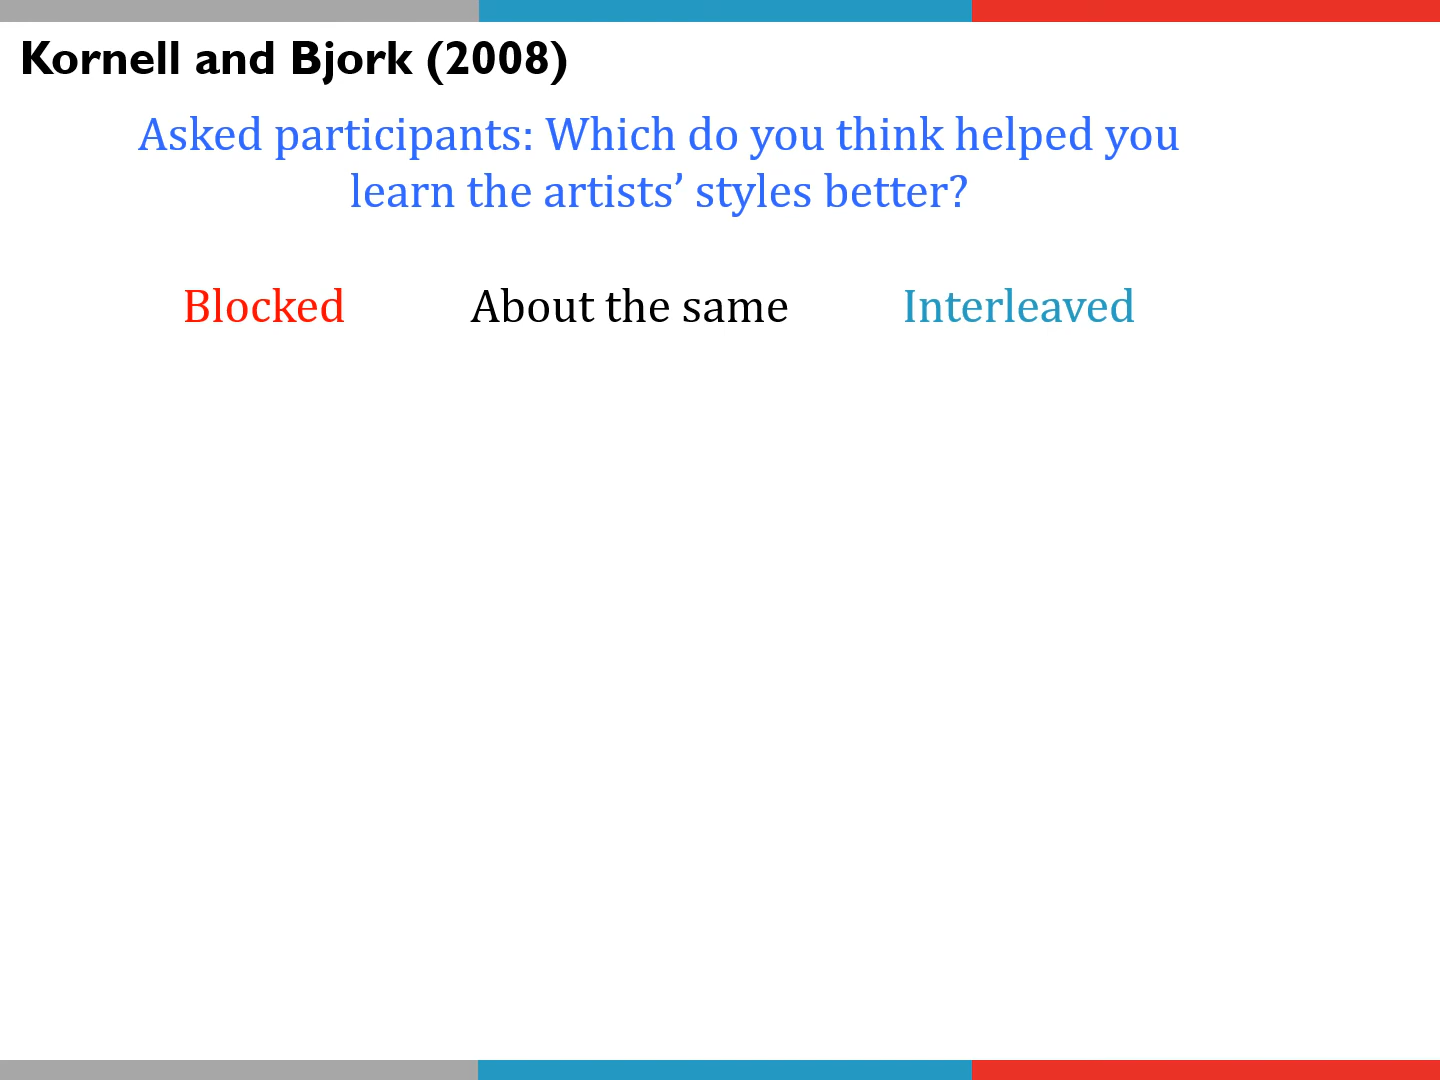 Kornell and Bjork (2008)
Asked participants: Which do you think helped you
learn the artists’ styles better?
Blocked About the same Interleaved